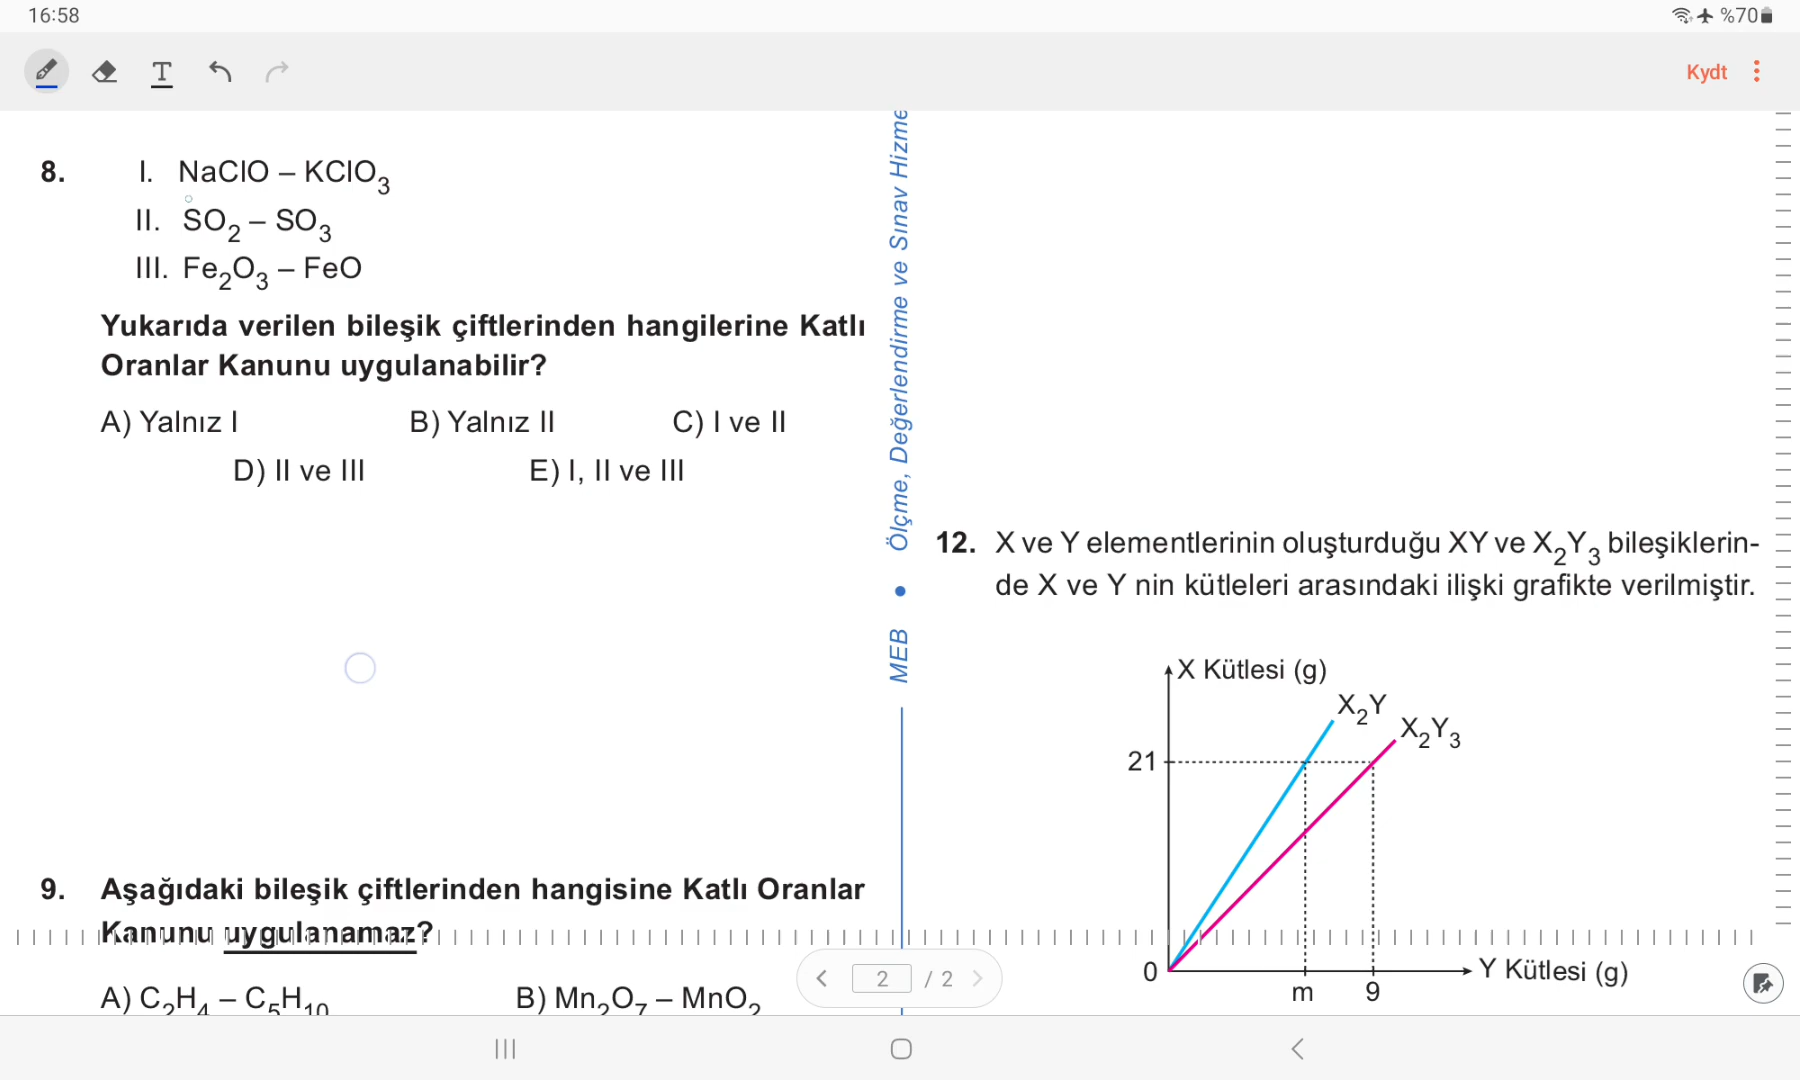 16:58
%70
T
Kydt
8. I. NaClO – KClO3
II. SO2 – SO3
III. Fe2O3 – FeO
Yukarıda verilen bileşik çiftlerinden hangilerine Katlı
Oranlar Kanunu uygulanabilir?
A) Yalnız I B) Yalnız II C) I ve II
D) II ve III E) I, II ve III
9. Aşağıdaki bileşik çiftlerinden hangisine Katlı Oranlar
Kanunu uygulanamaz?
A) C2H4 – C5H10 B) Mn2O7 – MnO2
MEB • Ölçme, Değerlendirme ve Sınav Hizme
12. X ve Y elementlerinin oluşturduğu XY ve X2Y3 bileşiklerin-
de X ve Y nin kütleleri arasındaki ilişki grafikte verilmiştir.
X Kütlesi (g)
X2Y
X2Y3
21
0
Y Kütlesi (g)
m 9
2 / 2